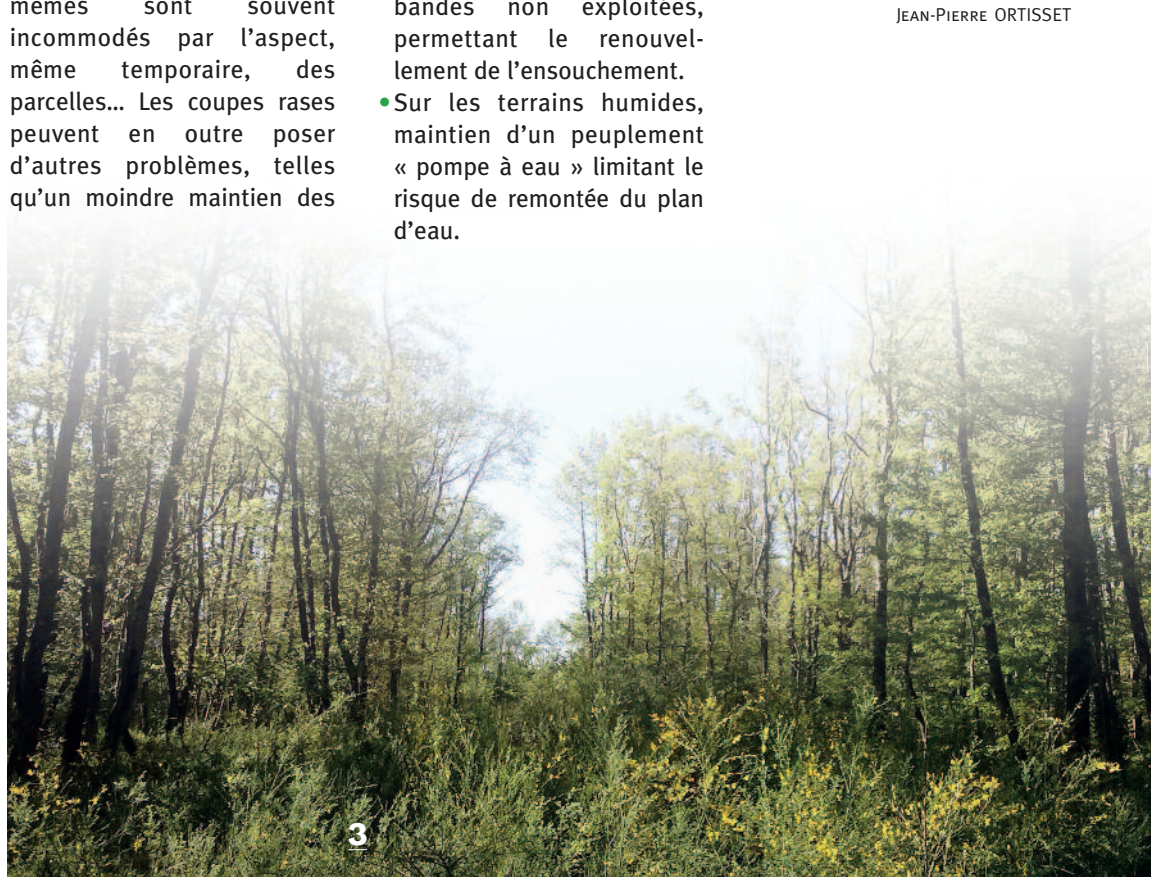 mêmes sont souvent
incommodés par l’aspect,
même temporaire, des
parcelles… Les coupes rases
peuvent en outre poser
d’autres problèmes, telles
qu’un moindre maintien des
bandes non exploitées,
permettant le renouvel-
lement de l’ensouchement.
• Sur les terrains humides,
maintien d’un peuplement
« pompe à eau » limitant le
risque de remontée du plan
d’eau.
JEAN-PIERRE ORTISSET
3